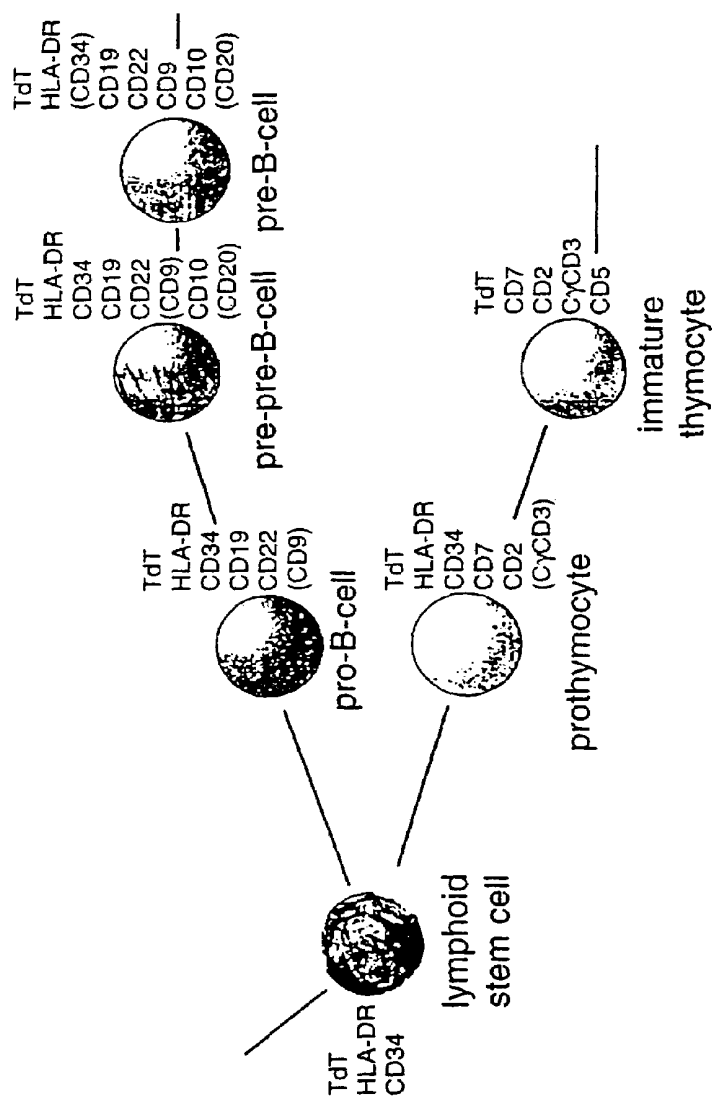 TdT
HLA-DR
CD34
lymphoid
stem cell
TdT
HLA-DR
CD34
CD19
CD22
(CD9)
pro-B-cell
TdT
HLA-DR
CD34
CD19
CD22
(CD9)
CD10
(CD20)
pre-pre-B-cell
TdT
HLA-DR
(CD34)
CD19
CD22
CD9
CD10
(CD20)
pre-B-cell
TdT
HLA-DR
CD34
CD7
CD2
(CγCD3)
prothymocyte
TdT
CD7
CD2
CγCD3
CD5
immature
thymocyte